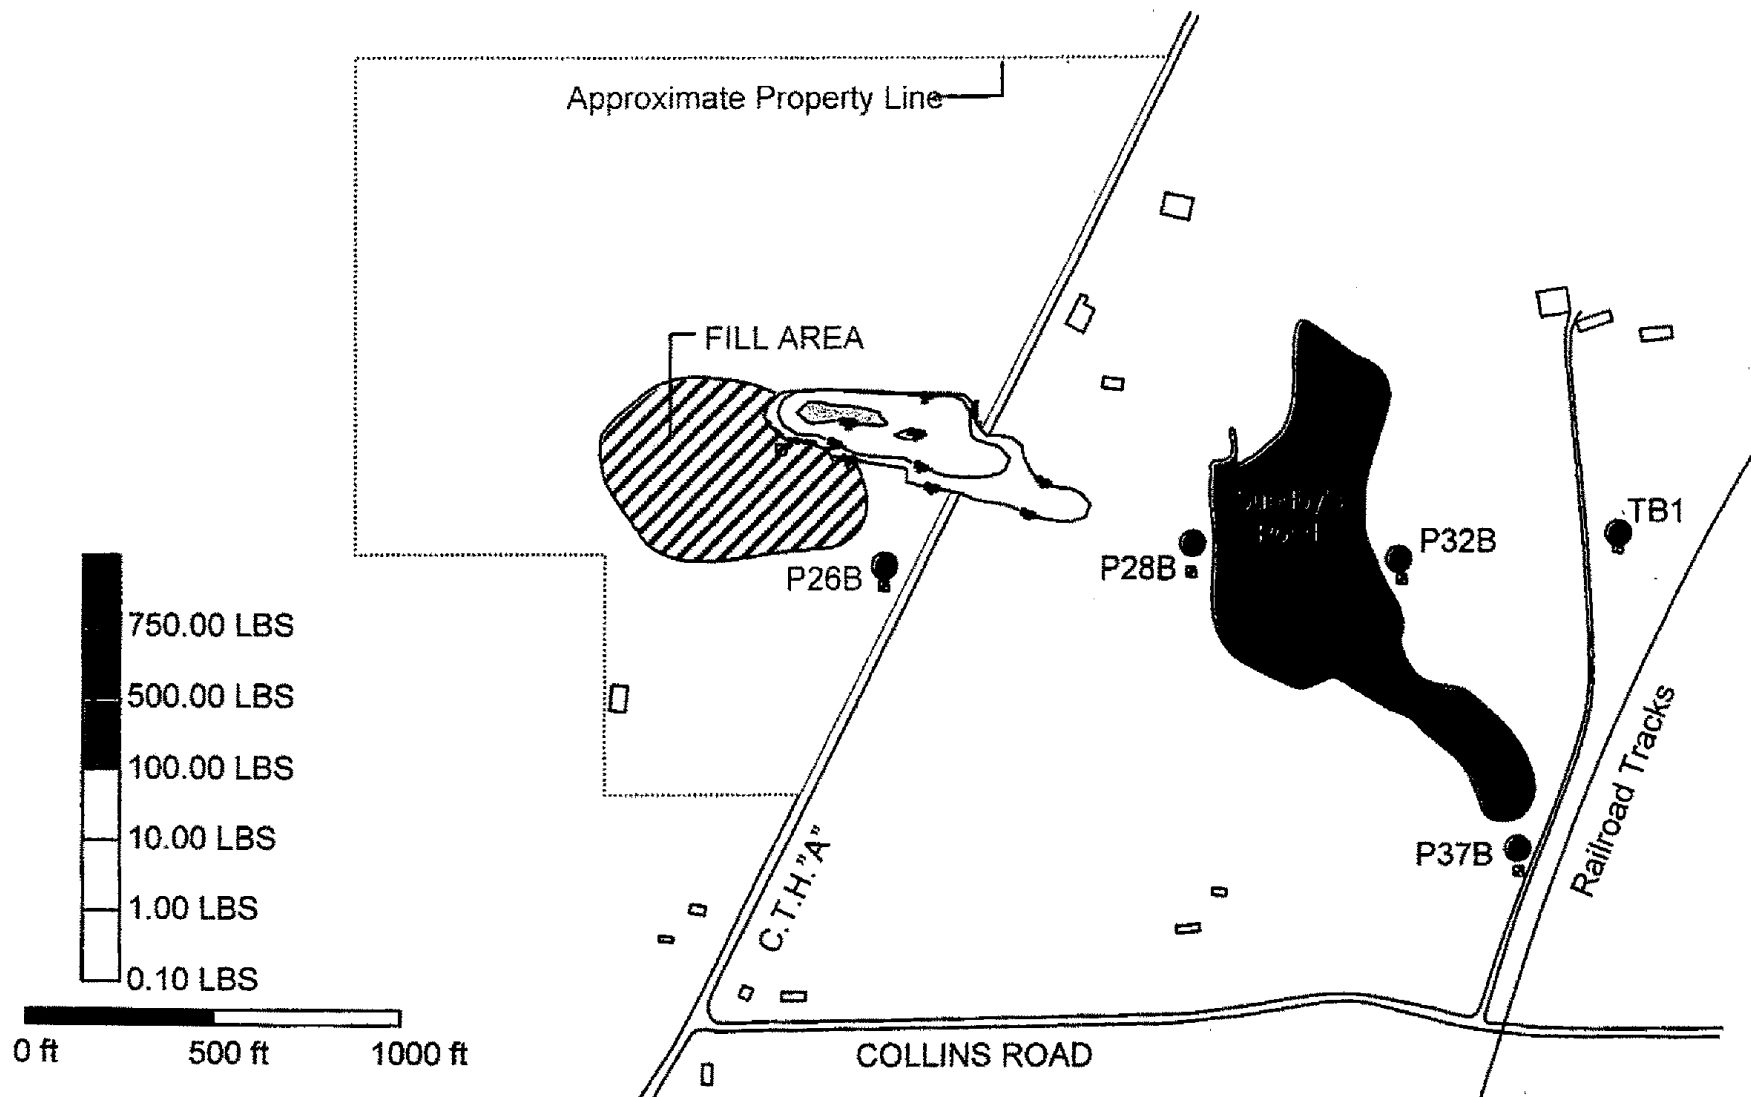 Approximate Property Line
FILL AREA
TB1
P32B
P28B
P26B
750.00 LBS
500.00 LBS
100.00 LBS
10.00 LBS
1.00 LBS
0.10 LBS
P37B
Railroad Tracks
C.T.H."A"
0 ft
500 ft
1000 ft
COLLINS ROAD